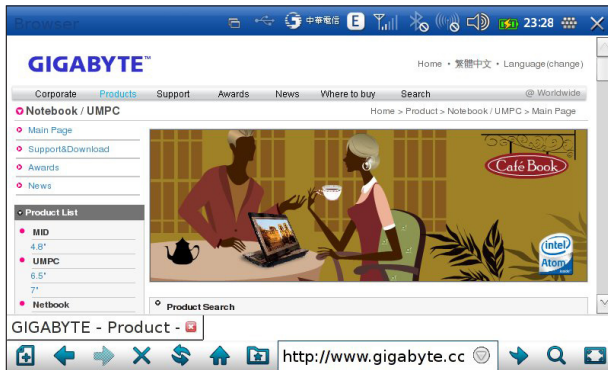 Browser 中華電信 E 23:28
GIGABYTE™
Home • 繁體中文 • Language(change)
Corporate Products Support Awards News Where to buy Search @ Worldwide
Notebook / UMPC
Home > Product > Notebook / UMPC > Main Page
Main Page
Support&Download
Awards
News
Product List
MID
4.8"
UMPC
6.5"
7"
Netbook
Café Book
intel
Atom
Product Search
GIGABYTE - Product -
http://www.gigabyte.cc